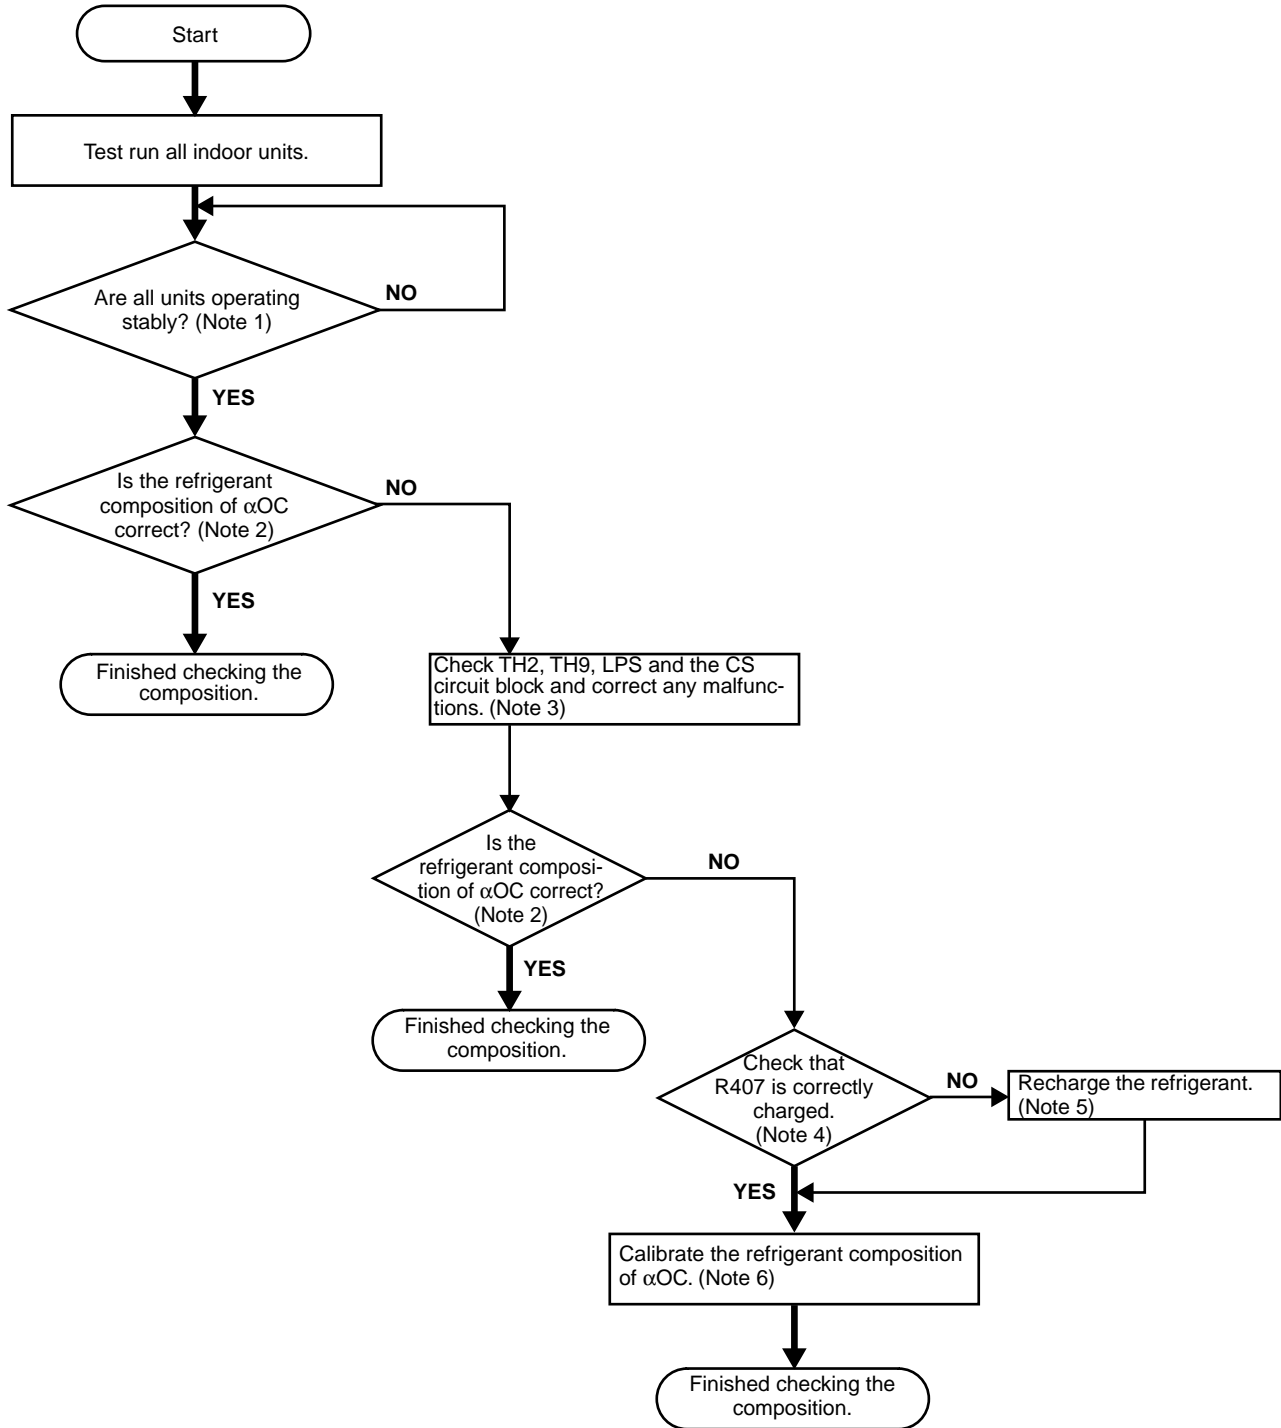 Start
Test run all indoor units.
Are all units operating
stably? (Note 1)
NO
YES
Is the refrigerant
composition of αOC
correct? (Note 2)
NO
YES
Finished checking the
composition.
Check TH2, TH9, LPS and the CS
circuit block and correct any malfunc-
tions. (Note 3)
Is the
refrigerant composi-
tion of αOC correct?
(Note 2)
NO
YES
Finished checking the
composition.
Check that
R407 is correctly
charged.
(Note 4)
NO
Recharge the refrigerant.
(Note 5)
YES
Calibrate the refrigerant composition
of αOC. (Note 6)
Finished checking the
composition.